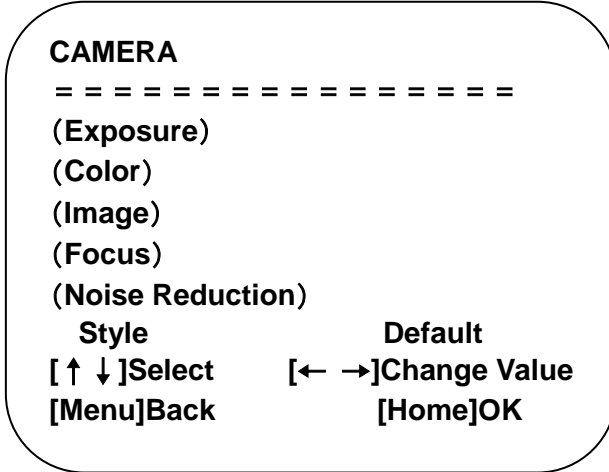 CAMERA
= = = = = = = = = = = = = = = =
（Exposure）
（Color）
（Image）
（Focus）
（Noise Reduction）
Style Default
[↑ ↓]Select [← →]Change Value
[Menu]Back [Home]OK